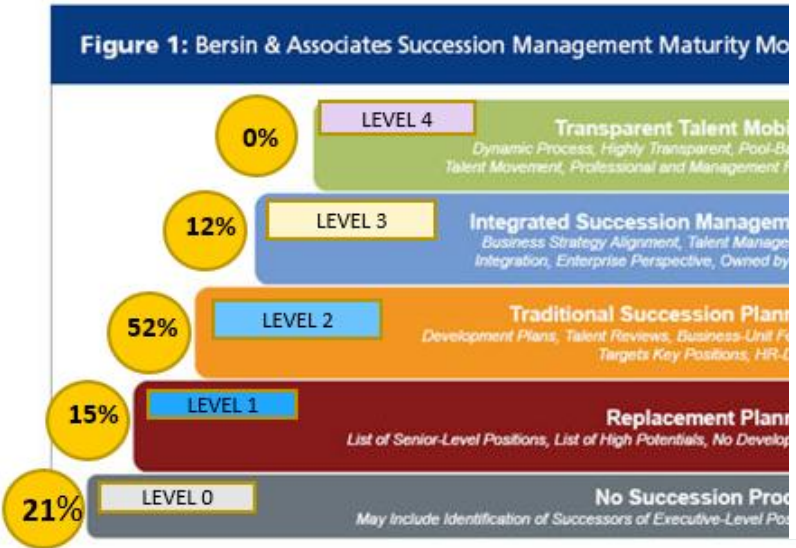 Figure 1: Bersin & Associates Succession Management Maturity Mo
0%
LEVEL 4
Transparent Talent Mobi
Dynamic Process, Highly Transparent, Pool-Ba
Talent Movement, Professional and Management
12%
LEVEL 3
Integrated Succession Managem
Business Strategy Alignment, Talent Manage
Integration, Enterprise Perspective, Owned by
52%
LEVEL 2
Traditional Succession Plann
Development Plans, Talent Reviews, Business-Unit Fo
Targets Key Positions, HR-D
15%
LEVEL 1
Replacement Plann
List of Senior-Level Positions, List of High Potentials, No Develop
21%
LEVEL 0
No Succession Proc
May Include Identification of Successors of Executive-Level Pos